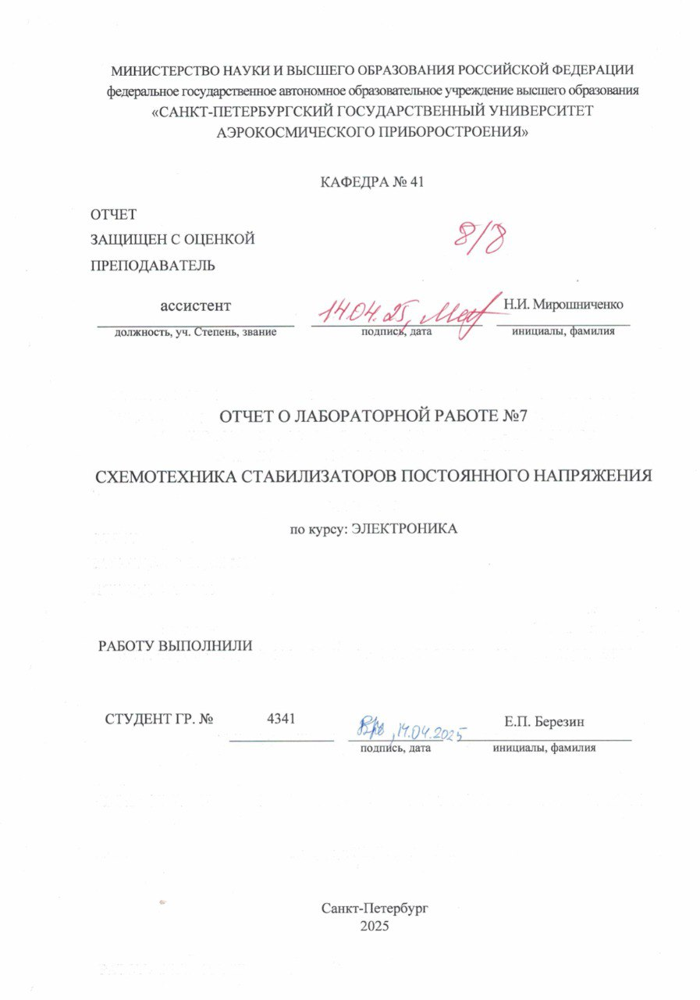 МИНИСТЕРСТВО НАУКИ И ВЫСШЕГО ОБРАЗОВАНИЯ РОССИЙСКОЙ ФЕДЕРАЦИИ
федеральное государственное автономное образовательное учреждение высшего образования
«САНКТ-ПЕТЕРБУРГСКИЙ ГОСУДАРСТВЕННЫЙ УНИВЕРСИТЕТ
АЭРОКОСМИЧЕСКОГО ПРИБОРОСТРОЕНИЯ»
КАФЕДРА № 41
ОТЧЕТ
ЗАЩИЩЕН С ОЦЕНКОЙ
8/8
ПРЕПОДАВАТЕЛЬ
ассистент 14.04.25, Н.И. Мирошниченко
должность, уч. Степень, звание подпись, дата инициалы, фамилия
ОТЧЕТ О ЛАБОРАТОРНОЙ РАБОТЕ №7
СХЕМОТЕХНИКА СТАБИЛИЗАТОРОВ ПОСТОЯННОГО НАПРЯЖЕНИЯ
по курсу: ЭЛЕКТРОНИКА
РАБОТУ ВЫПОЛНИЛИ
СТУДЕНТ ГР. № 4341 , 14.04.2025 Е.П. Березин
подпись, дата инициалы, фамилия
Санкт-Петербург
2025